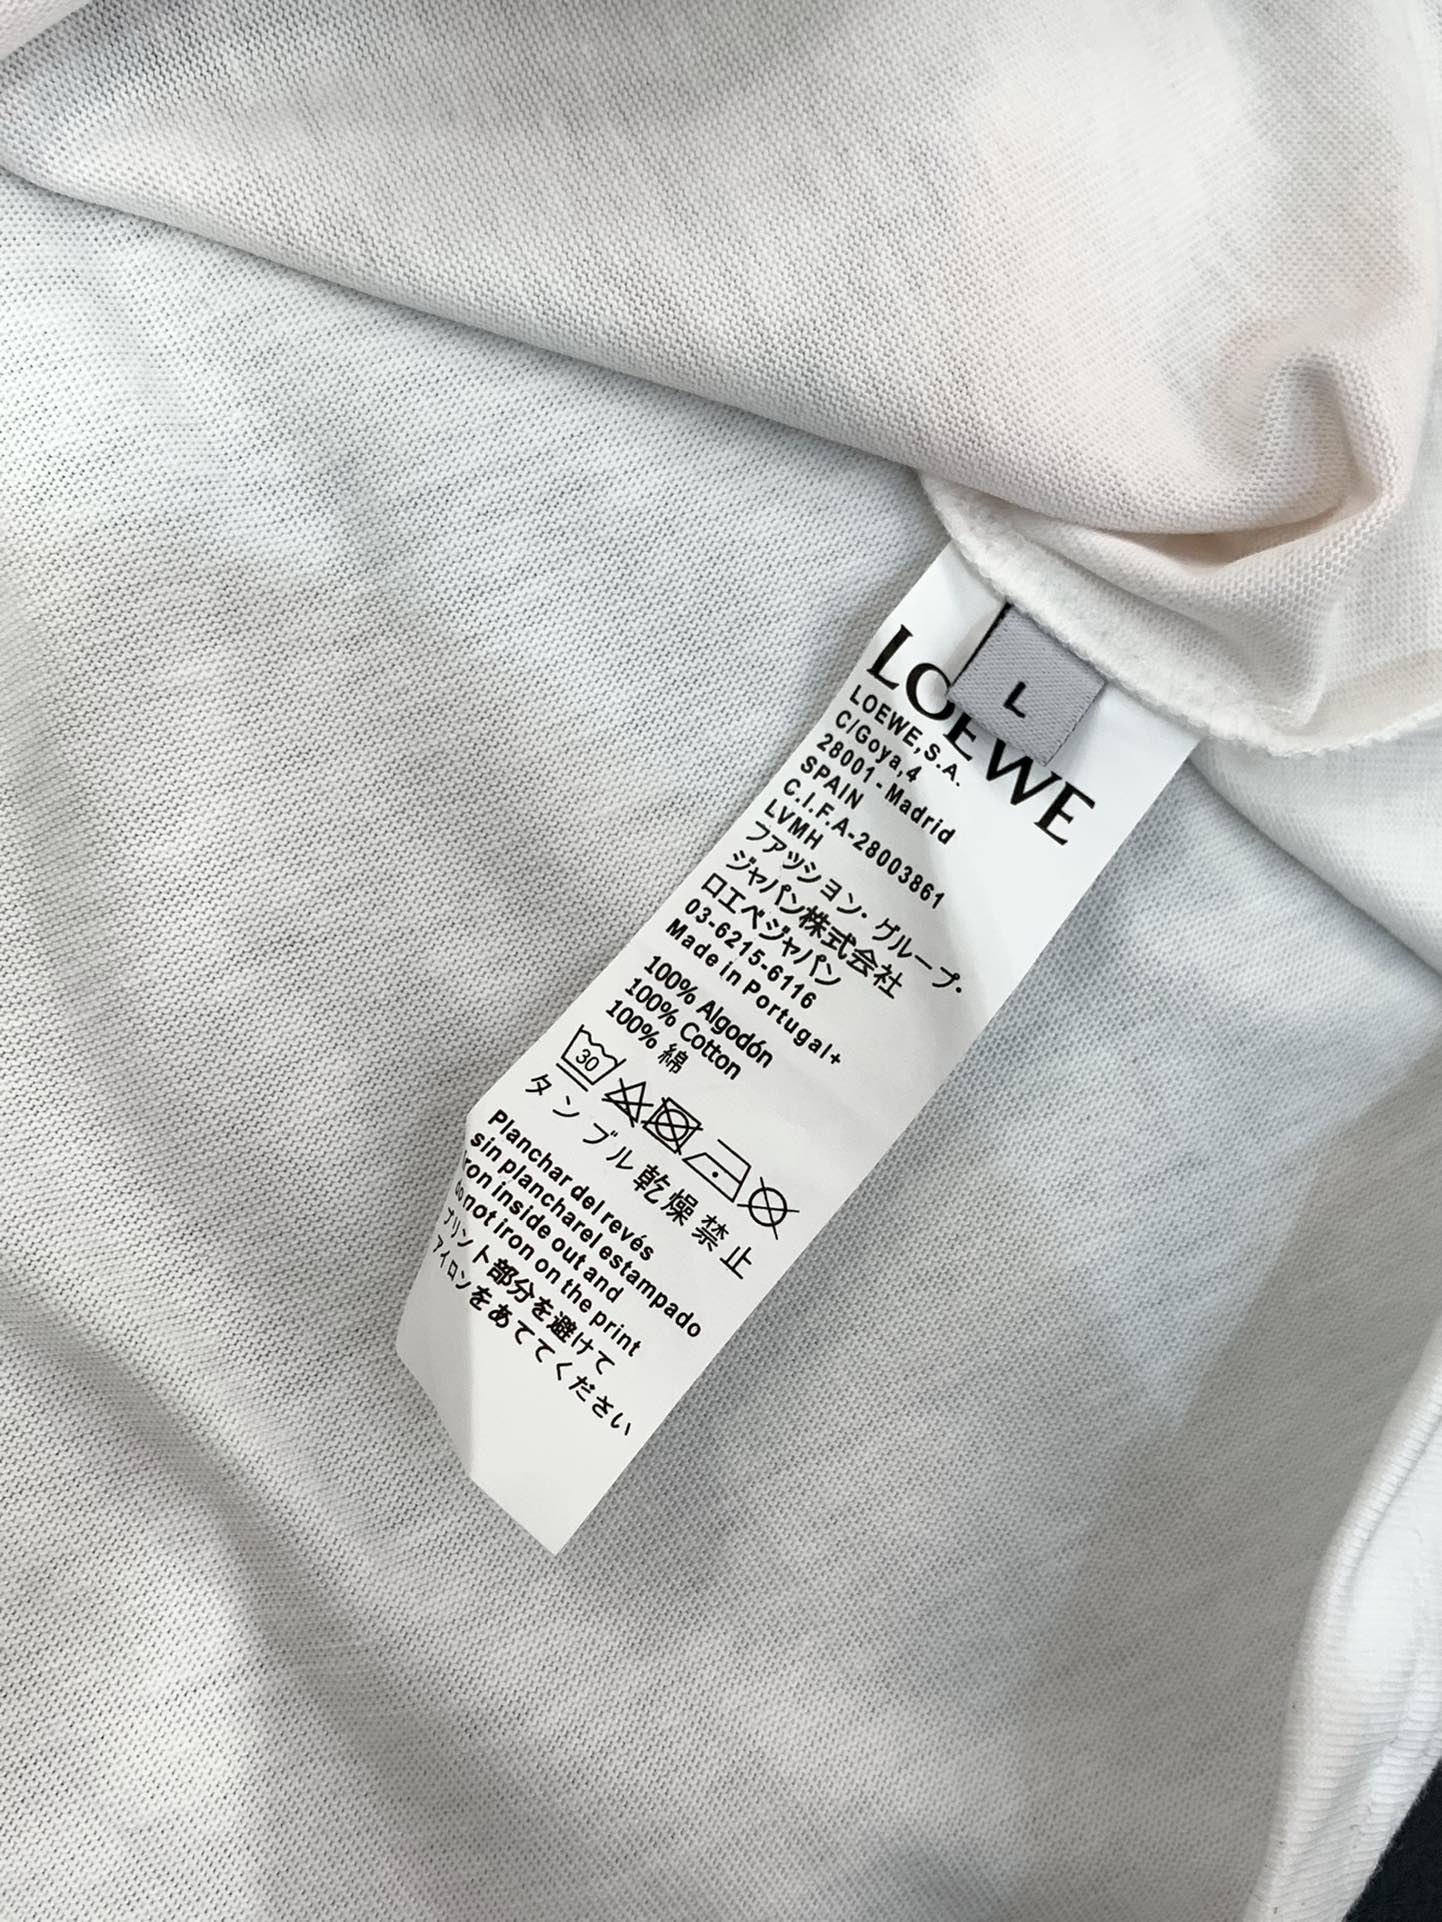 L
LOEWE
LOEWE,S.A.
C/Goya,4
28001-Madrid
SPAIN
C.I.F.A-28003861
LVMH
フアッション・グループ・
ジャパン株式会社
ロエベジャパン
03-6215-6116
Made in Portugal+
100% Algodón
100% Cotton
100% 綿
30
タンブル乾燥禁止
Planchar del revés
sin plancharel estampado
iron inside out and
do not iron on the print
プリント部分を避けて
アイロンをあててください